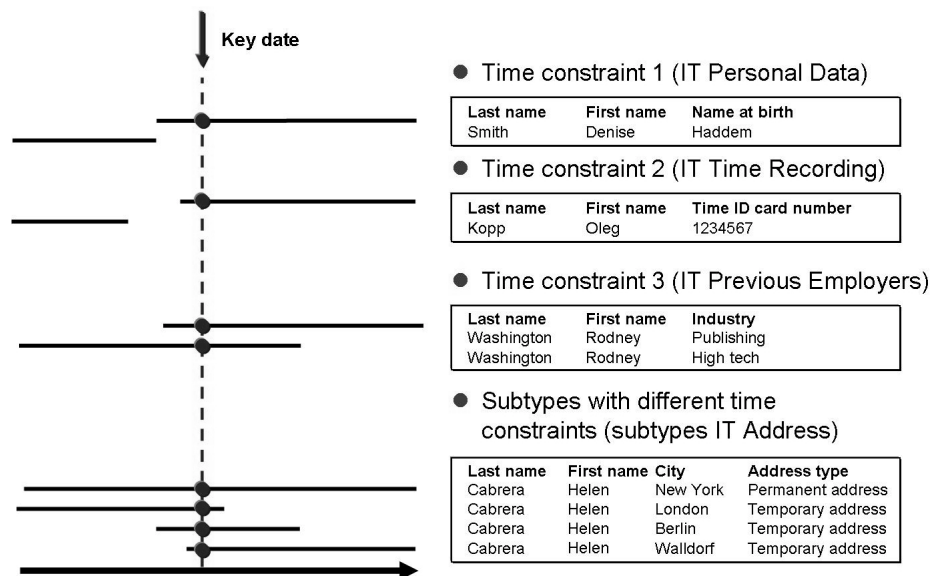 Key date
● Time constraint 1 (IT Personal Data)
Last name First name Name at birth
Smith Denise Haddem
● Time constraint 2 (IT Time Recording)
Last name First name Time ID card number
Kopp Oleg 1234567
● Time constraint 3 (IT Previous Employers)
Last name First name Industry
Washington Rodney Publishing
Washington Rodney High tech
● Subtypes with different time
constraints (subtypes IT Address)
Last name First name City Address type
Cabrera Helen New York Permanent address
Cabrera Helen London Temporary address
Cabrera Helen Berlin Temporary address
Cabrera Helen Walldorf Temporary address